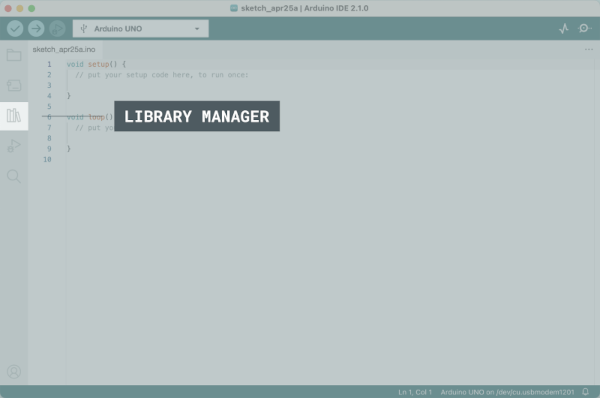 sketch_apr25a | Arduino IDE 2.1.0
Arduino UNO
sketch_apr25a.ino
1 void setup() {
2 // put your setup code here, to run once:
3
4 }
5
6 void loop()
7 // put yo
8
9 }
10
LIBRARY MANAGER
Ln 1, Col 1 Arduino UNO on /dev/cu.usbmodem1201